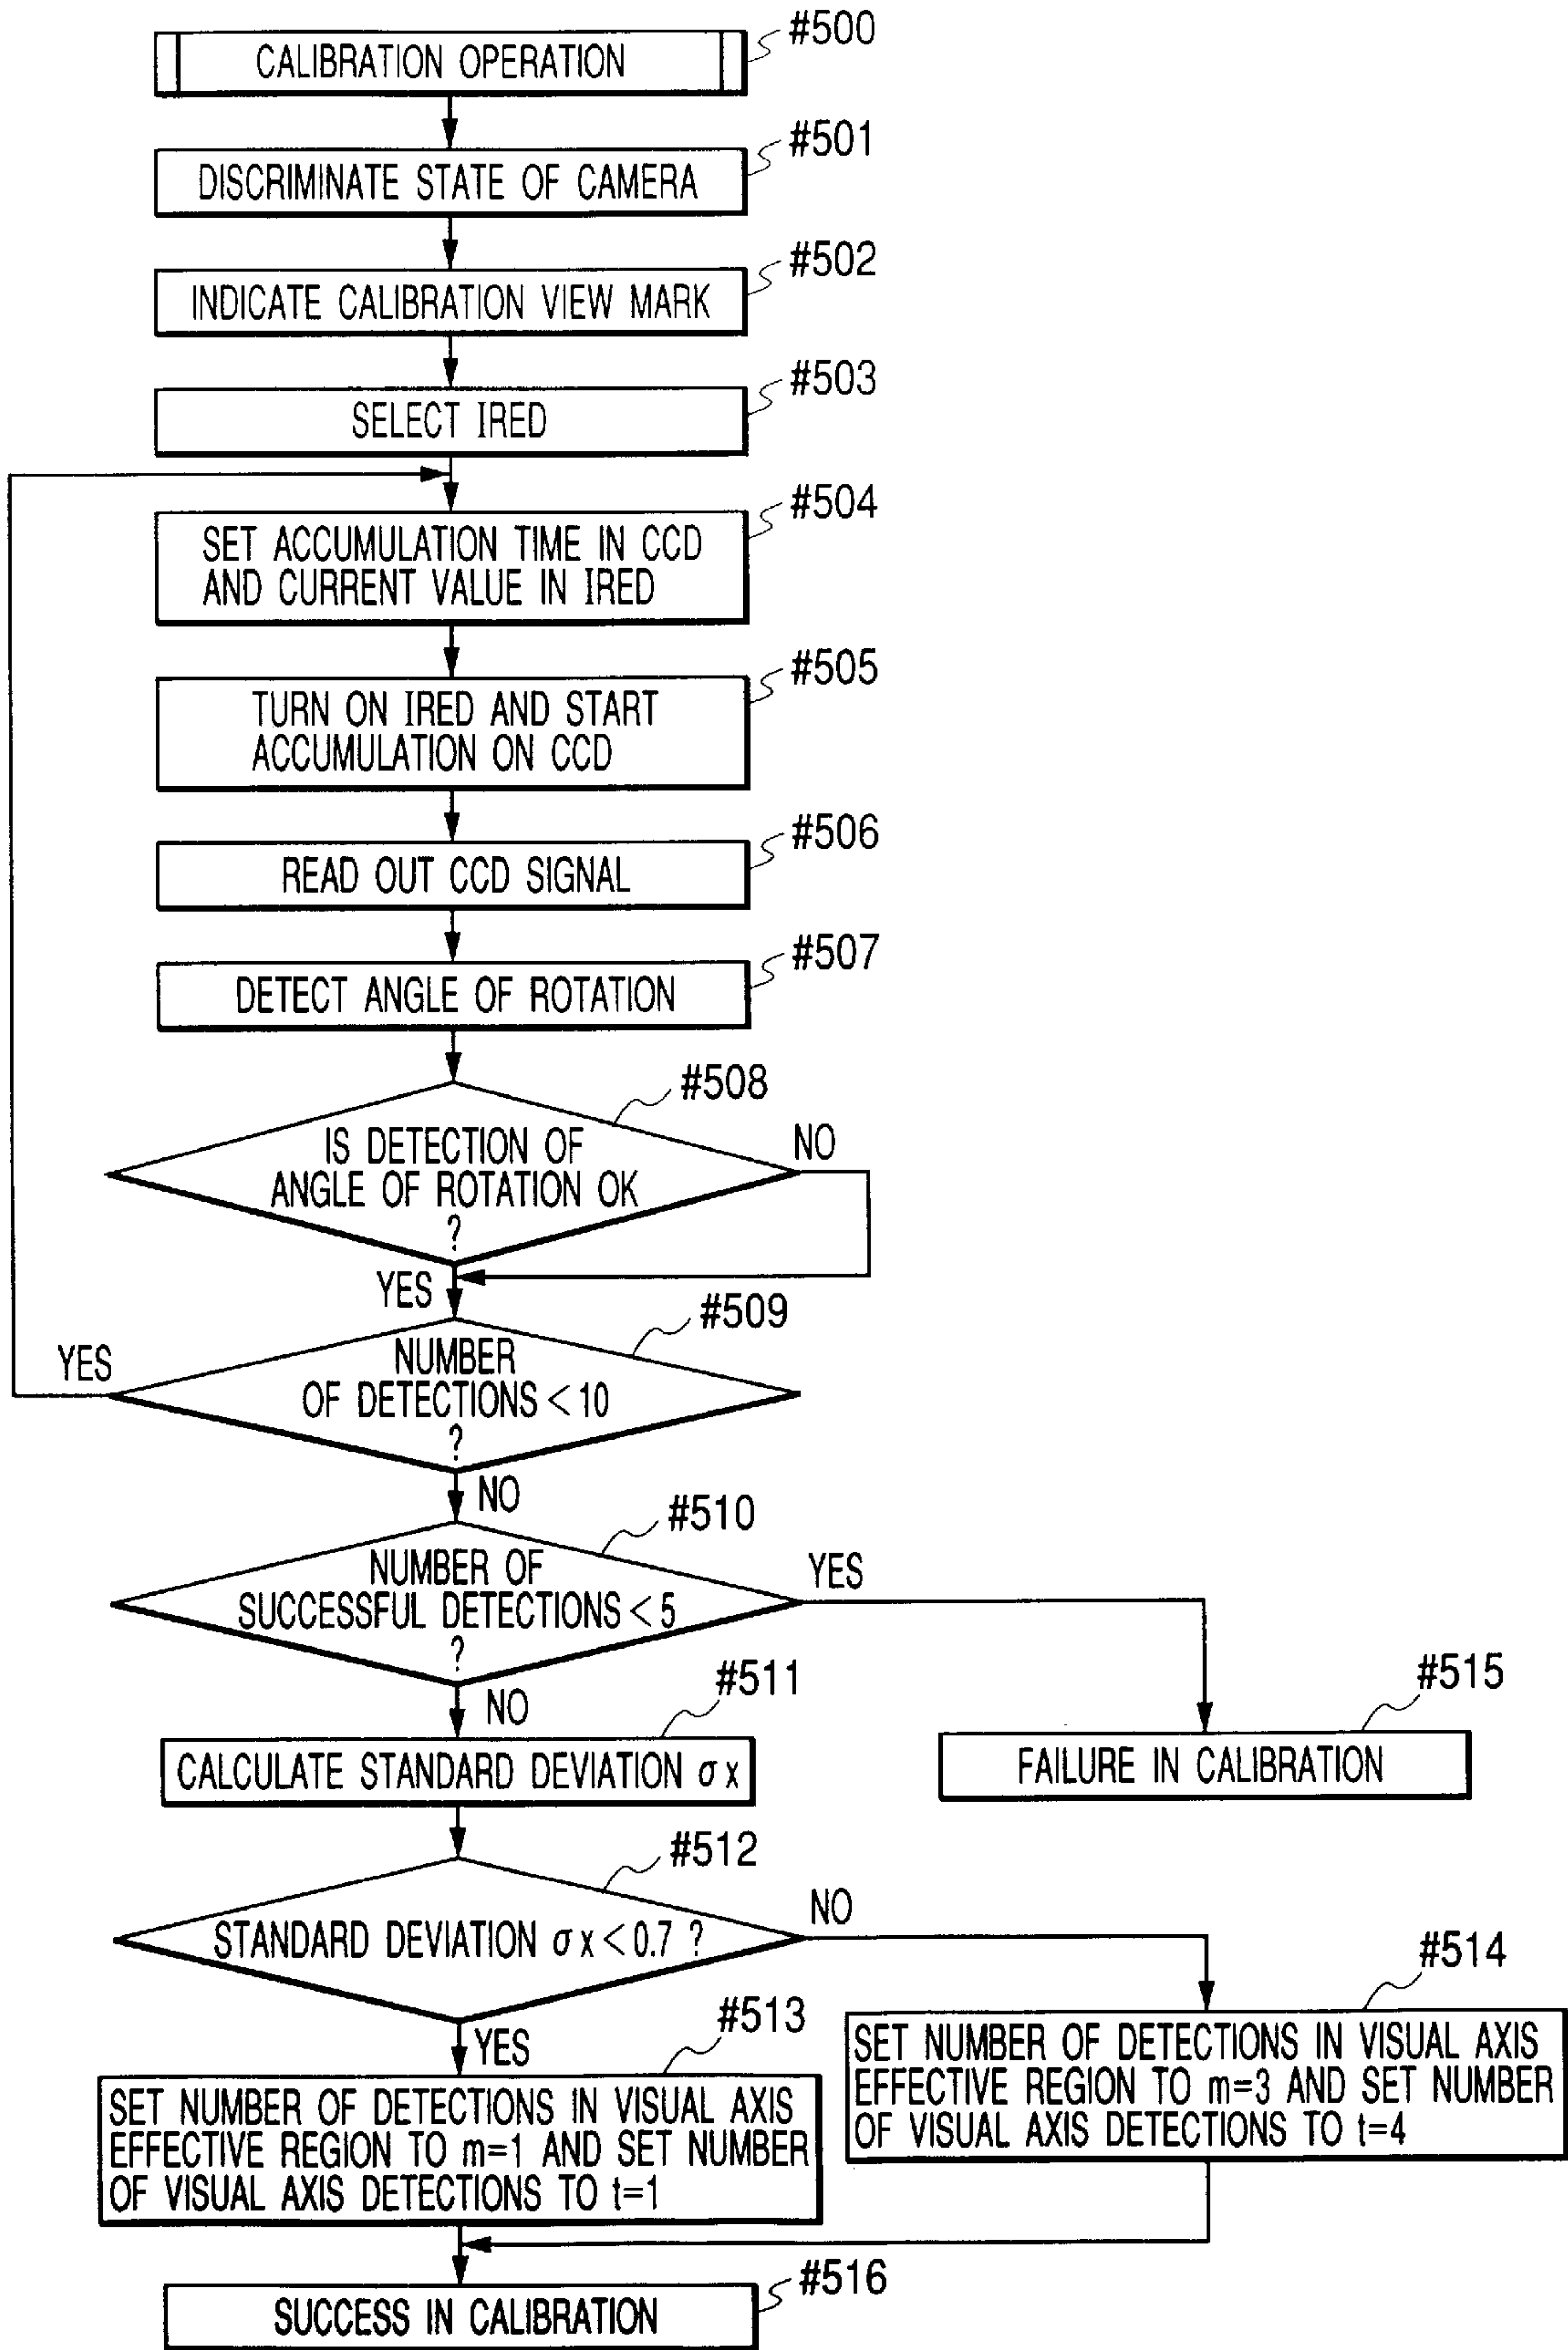 #500
CALIBRATION OPERATION
#501
DISCRIMINATE STATE OF CAMERA
#502
INDICATE CALIBRATION VIEW MARK
#503
SELECT IRED
#504
SET ACCUMULATION TIME IN CCD
AND CURRENT VALUE IN IRED
#505
TURN ON IRED AND START
ACCUMULATION ON CCD
#506
READ OUT CCD SIGNAL
#507
DETECT ANGLE OF ROTATION
#508
IS DETECTION OF
ANGLE OF ROTATION OK
?
NO
YES
#509
NUMBER
OF DETECTIONS < 10
?
YES
NO
#510
NUMBER OF
SUCCESSFUL DETECTIONS < 5
?
YES
NO
#511
CALCULATE STANDARD DEVIATION σx
#515
FAILURE IN CALIBRATION
#512
STANDARD DEVIATION σx < 0.7 ?
NO
YES
#513
SET NUMBER OF DETECTIONS IN VISUAL AXIS
EFFECTIVE REGION TO m=1 AND SET NUMBER
OF VISUAL AXIS DETECTIONS TO t=1
#514
SET NUMBER OF DETECTIONS IN VISUAL AXIS
EFFECTIVE REGION TO m=3 AND SET NUMBER
OF VISUAL AXIS DETECTIONS TO t=4
#516
SUCCESS IN CALIBRATION